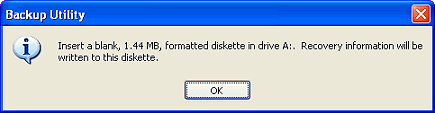 Backup Utility
Insert a blank, 1.44 MB, formatted diskette in drive A:.  Recovery information will be
written to this diskette.
OK